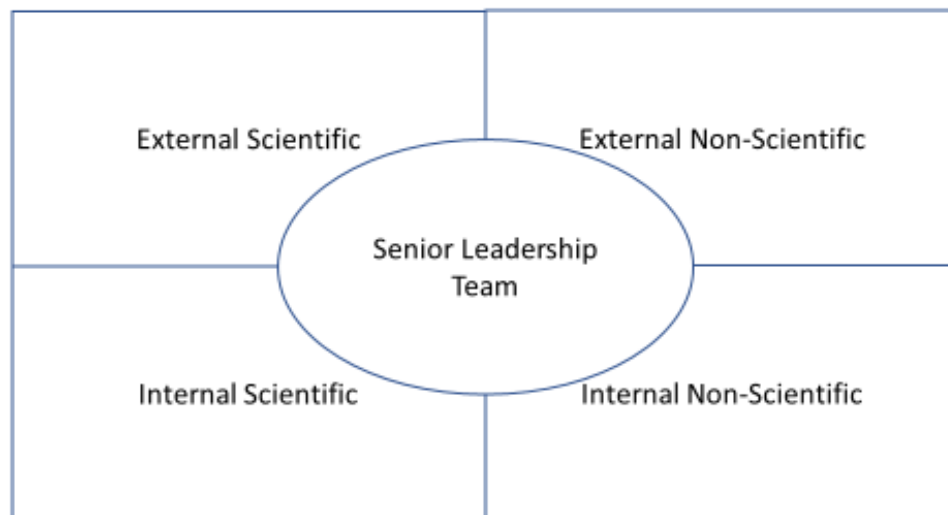 External Scientific
External Non-Scientific
Senior Leadership
Team
Internal Scientific
Internal Non-Scientific